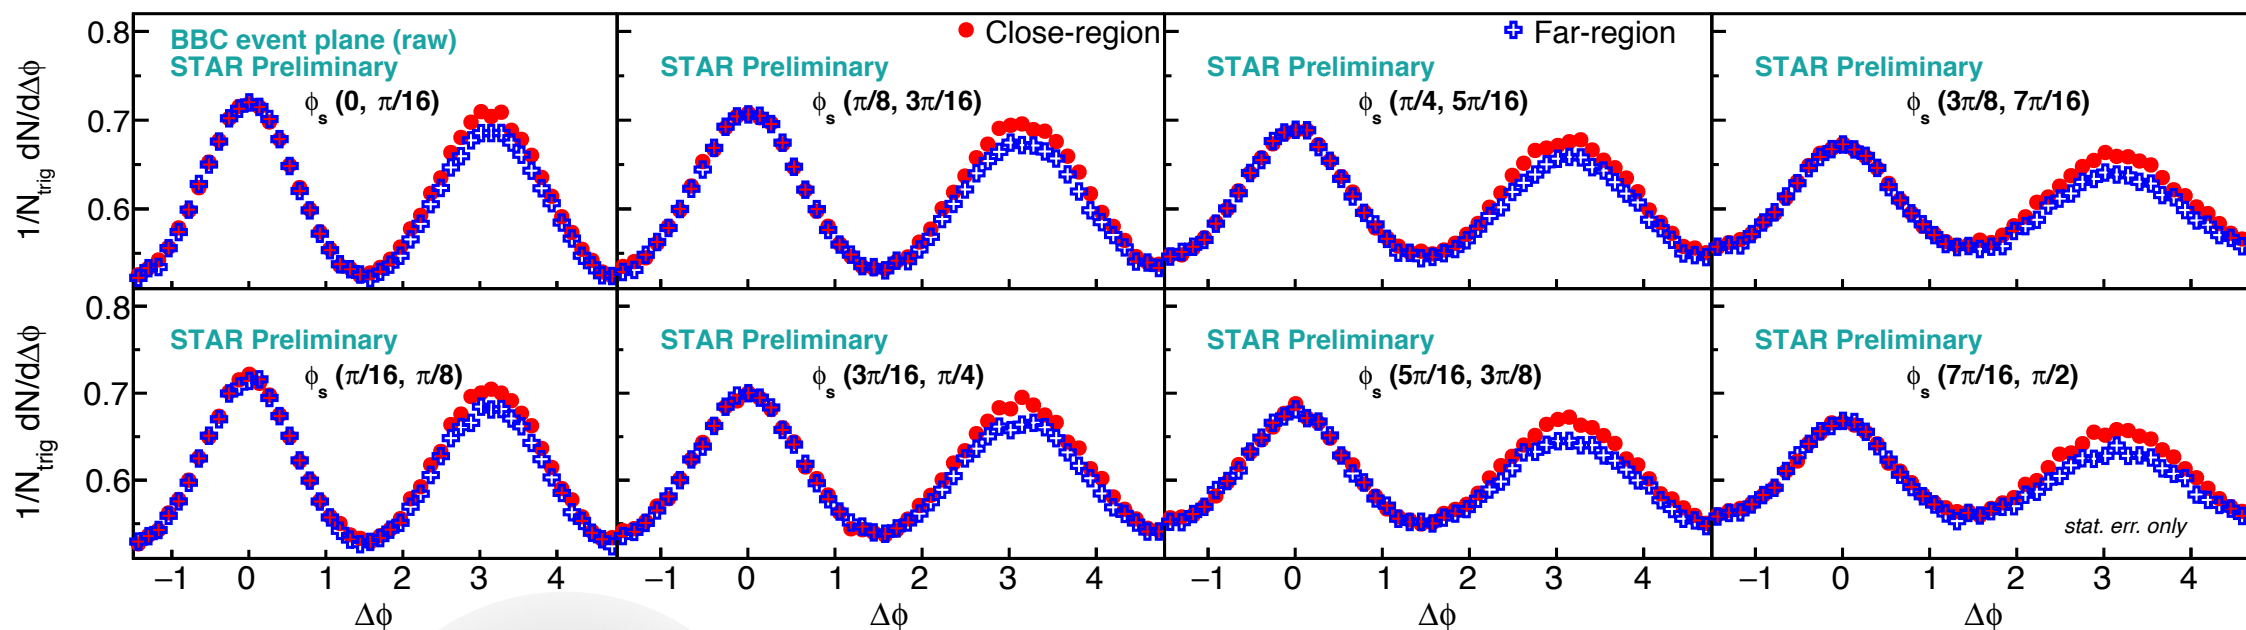 BBC event plane (raw)
STAR Preliminary
ϕs (0, π/16)
Close-region
STAR Preliminary
ϕs (π/8, 3π/16)
Far-region
STAR Preliminary
ϕs (π/4, 5π/16)
STAR Preliminary
ϕs (3π/8, 7π/16)
1/Ntrig dN/dΔϕ
0.8
0.7
0.6
STAR Preliminary
ϕs (π/16, π/8)
STAR Preliminary
ϕs (3π/16, π/4)
STAR Preliminary
ϕs (5π/16, 3π/8)
STAR Preliminary
ϕs (7π/16, π/2)
stat. err. only
1/Ntrig dN/dΔϕ
0.8
0.7
0.6
−1 0 1 2 3 4 −1 0 1 2 3 4 −1 0 1 2 3 4 −1 0 1 2 3 4
Δϕ Δϕ Δϕ Δϕ